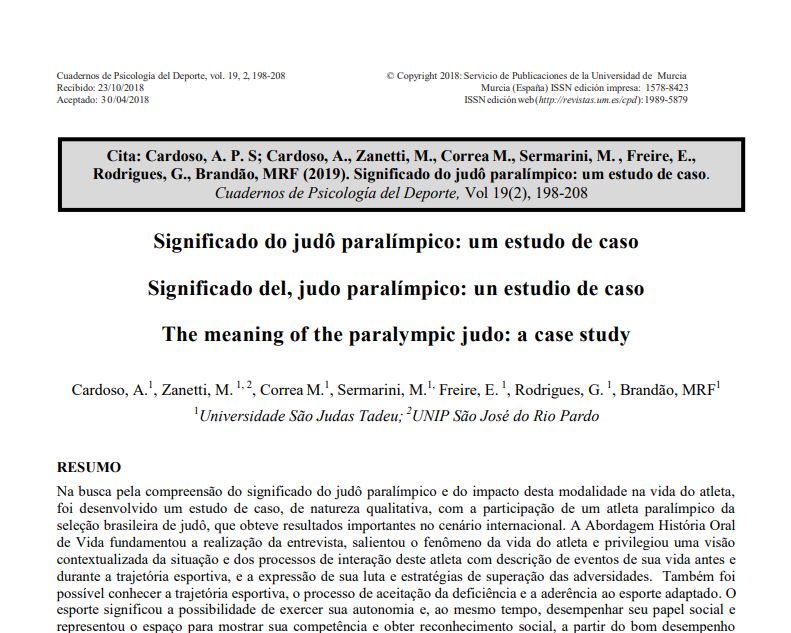 Cuadernos de Psicología del Deporte, vol. 19, 2, 198-208
Recibido: 23/10/2018
Aceptado: 30/04/2018
© Copyright 2018: Servicio de Publicaciones de la Universidad de Murcia
Murcia (España) ISSN edición impresa: 1578-8423
ISSN edición web (http://revistas.um.es/cpd): 1989-5879
Cita: Cardoso, A. P. S; Cardoso, A., Zanetti, M., Correa M., Sermarini, M. , Freire, E.,
Rodrigues, G., Brandão, MRF (2019). Significado do judô paralímpico: um estudo de caso.
Cuadernos de Psicología del Deporte, Vol 19(2), 198-208
Significado do judô paralímpico: um estudo de caso
Significado del, judo paralímpico: un estudio de caso
The meaning of the paralympic judo: a case study
Cardoso, A.1, Zanetti, M. 1, 2, Correa M.1, Sermarini, M.1, Freire, E. 1, Rodrigues, G. 1, Brandão, MRF1
1Universidade São Judas Tadeu; 2UNIP São José do Rio Pardo
RESUMO
Na busca pela compreensão do significado do judô paralímpico e do impacto desta modalidade na vida do atleta,
foi desenvolvido um estudo de caso, de natureza qualitativa, com a participação de um atleta paralímpico da
seleção brasileira de judô, que obteve resultados importantes no cenário internacional. A Abordagem História Oral
de Vida fundamentou a realização da entrevista, salientou o fenômeno da vida do atleta e privilegiou uma visão
contextualizada da situação e dos processos de interação deste atleta com descrição de eventos de sua vida antes e
durante a trajetória esportiva, e a expressão de sua luta e estratégias de superação das adversidades. Também foi
possível conhecer a trajetória esportiva, o processo de aceitação da deficiência e a aderência ao esporte adaptado. O
esporte significou a possibilidade de exercer sua autonomia e, ao mesmo tempo, desempenhar seu papel social e
representou o espaço para mostrar sua competência e obter reconhecimento social, a partir do bom desempenho